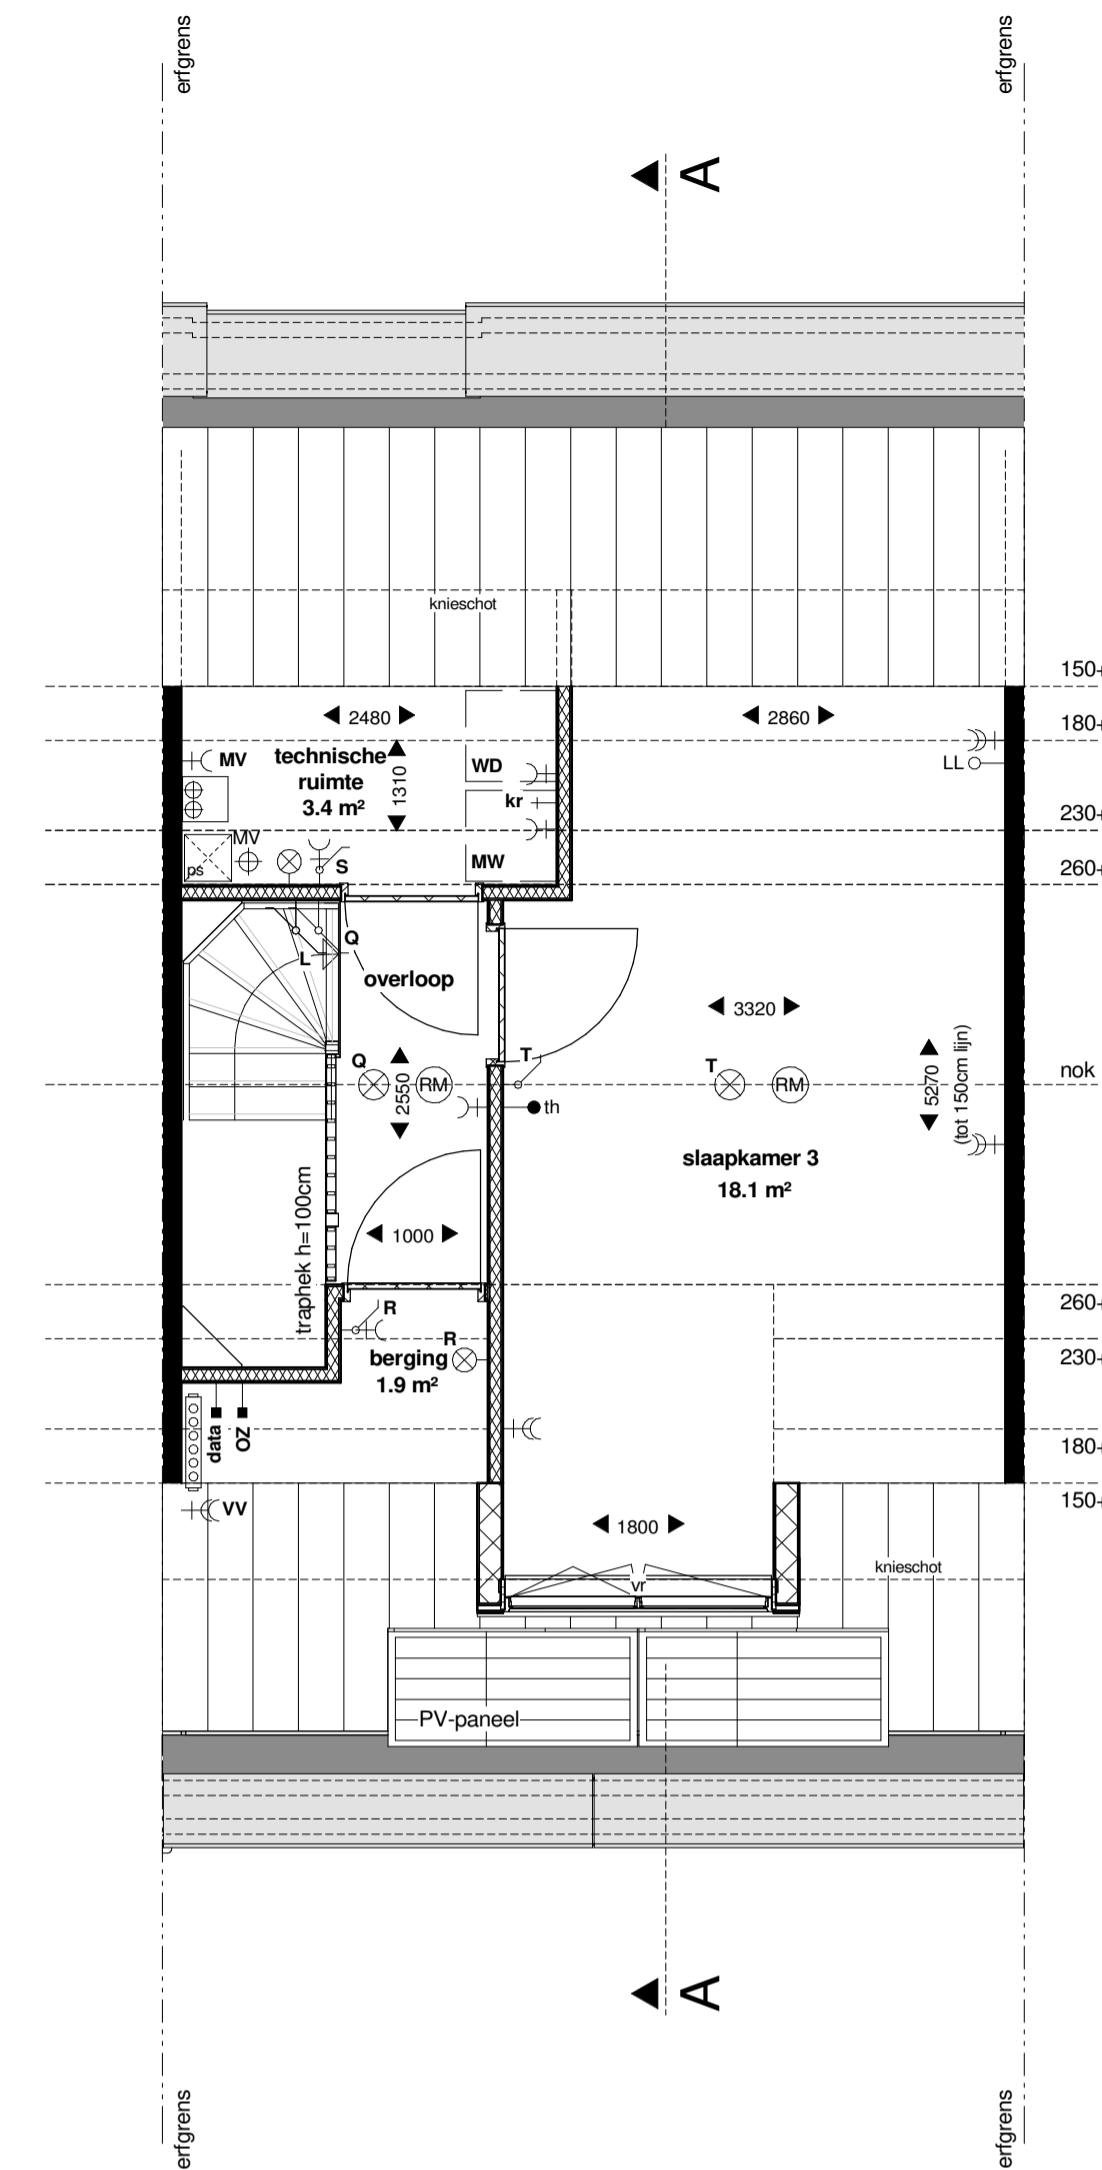 erfgrens
erfgrens
A
knieschot
150+
2480
2860
180+
MV
technische
ruimte
3.4 m²
1310
WD
LL
kr
230+
MV
ps
S
MW
260+
Q
L
overloop
3320
T
Q
2550
RM
T
RM
5270
(tot 150cm lijn)
nok
th
slaapkamer 3
18.1 m²
traphek h=100cm
1000
260+
R
R
berging
1.9 m²
230+
data
OZ
180+
VV
150+
1800
knieschot
vr
PV-paneel
A
erfgrens
erfgrens